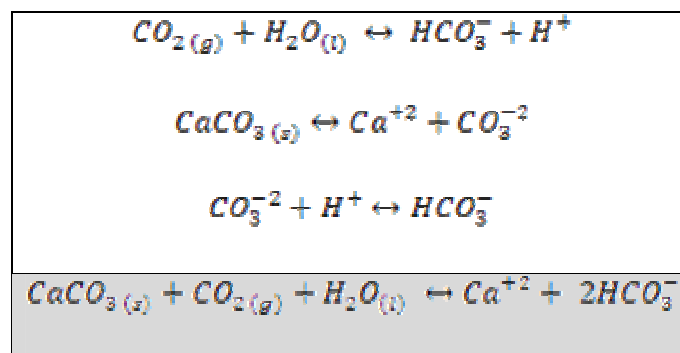 CO₂ (g) + H₂O(l) ↔ HCO₃⁻ + H⁺
CaCO₃ (s) ↔ Ca⁺² + CO₃⁻²
CO₃⁻² + H⁺ ↔ HCO₃⁻
CaCO₃ (s) + CO₂ (g) + H₂O(l) ↔ Ca⁺² + 2HCO₃⁻